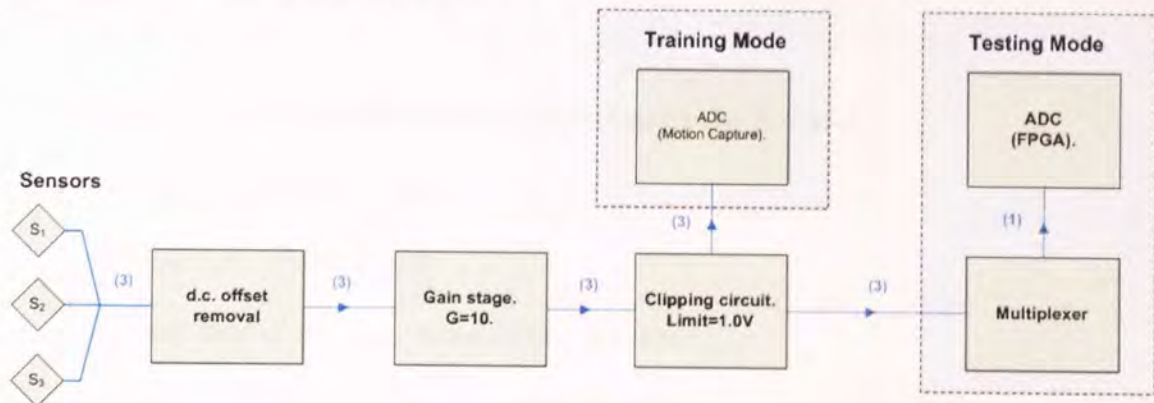 Training Mode
Testing Mode
ADC
(Motion Capture).
ADC
(FPGA).
Sensors
S1
S2
S3
(3)
d.c. offset
removal
(3)
Gain stage.
G=10.
(3)
Clipping circuit.
Limit=1.0V
(3)
(3)
Multiplexer
(1)